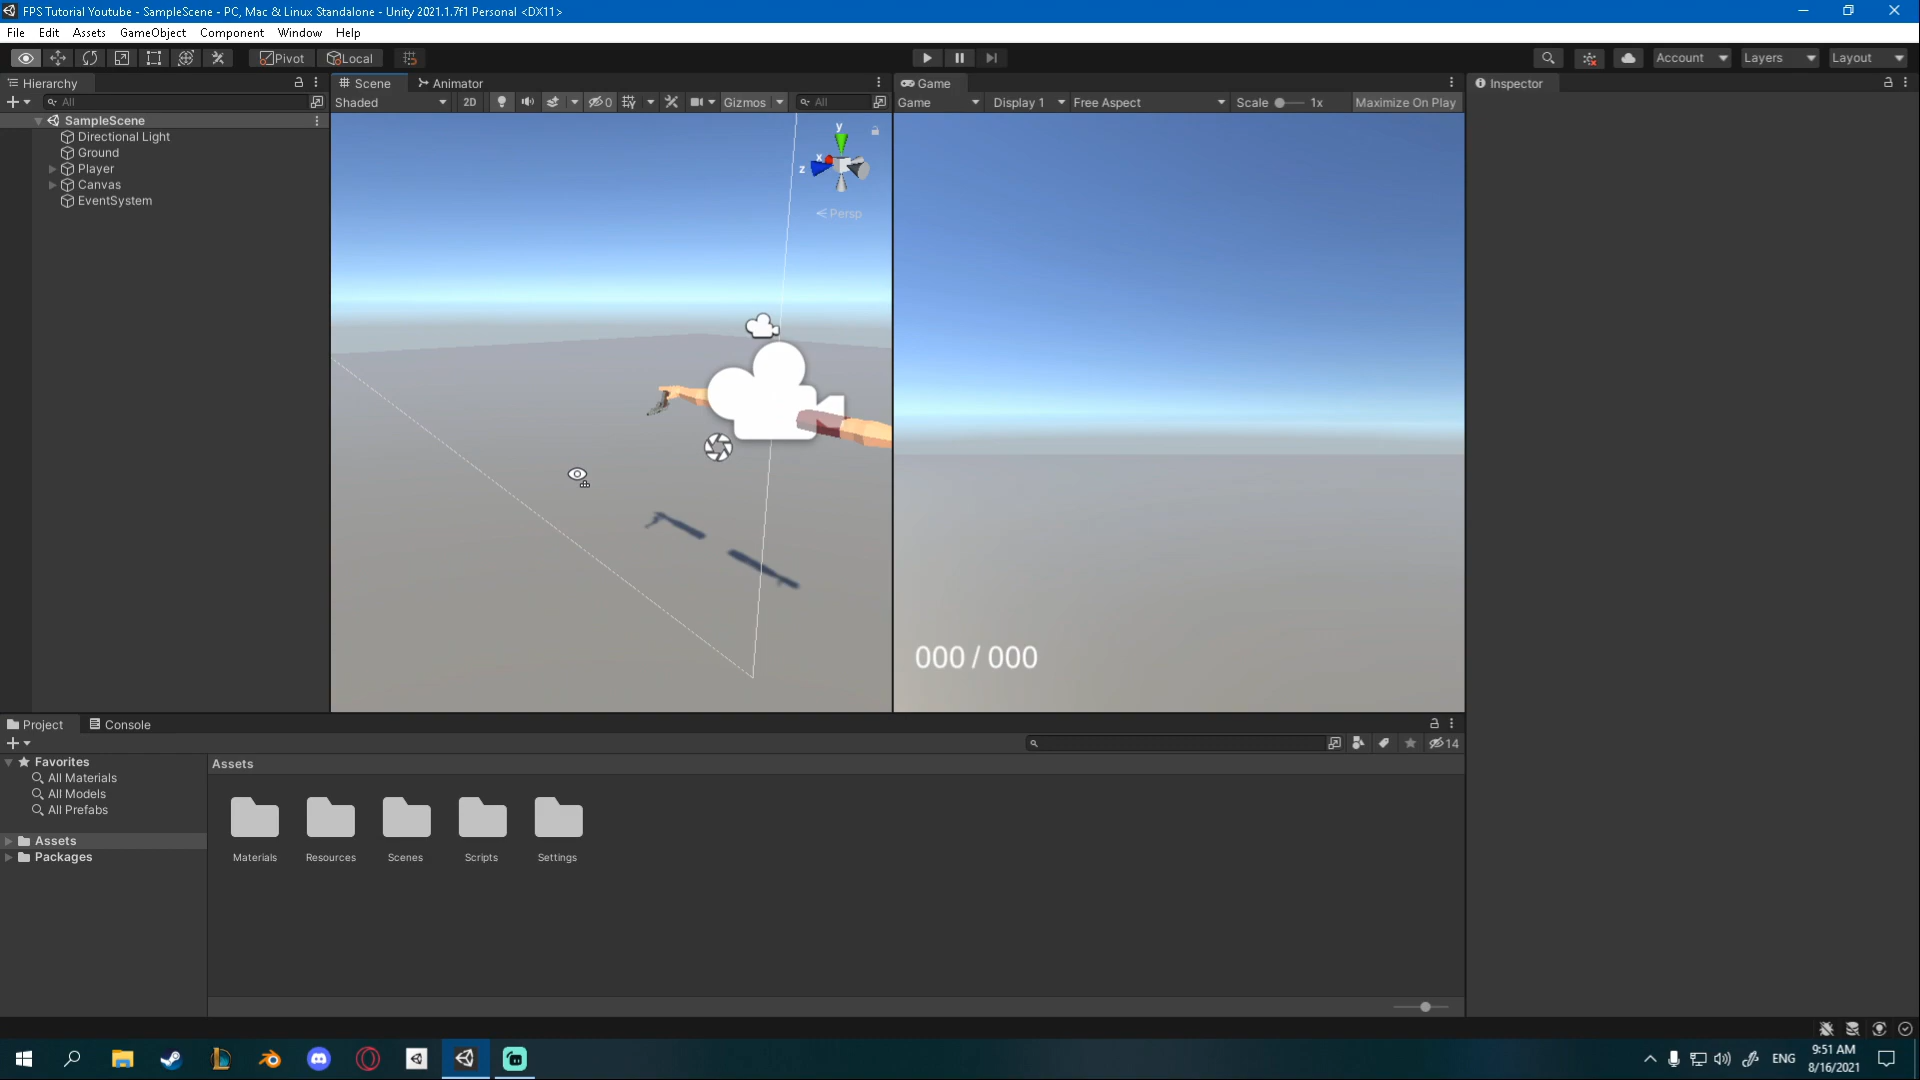 FPS Tutorial Youtube - SampleScene - PC, Mac & Linux Standalone - Unity 2021.1.7f1 Personal <DX11>
File Edit Assets GameObject Component Window Help
Pivot Local Account Layers Layout
Hierarchy
All
SampleScene
Directional Light
Ground
Player
Canvas
EventSystem
Scene Animator
Shaded 2D 0 Gizmos All
y
x
z
Persp
Game
Game Display 1 Free Aspect Scale 1x Maximize On Play
000 / 000
Inspector
Project Console
14
Favorites
All Materials
All Models
All Prefabs
Assets
Packages
Assets
Materials Resources Scenes Scripts Settings
ENG
9:51 AM
8/16/2021